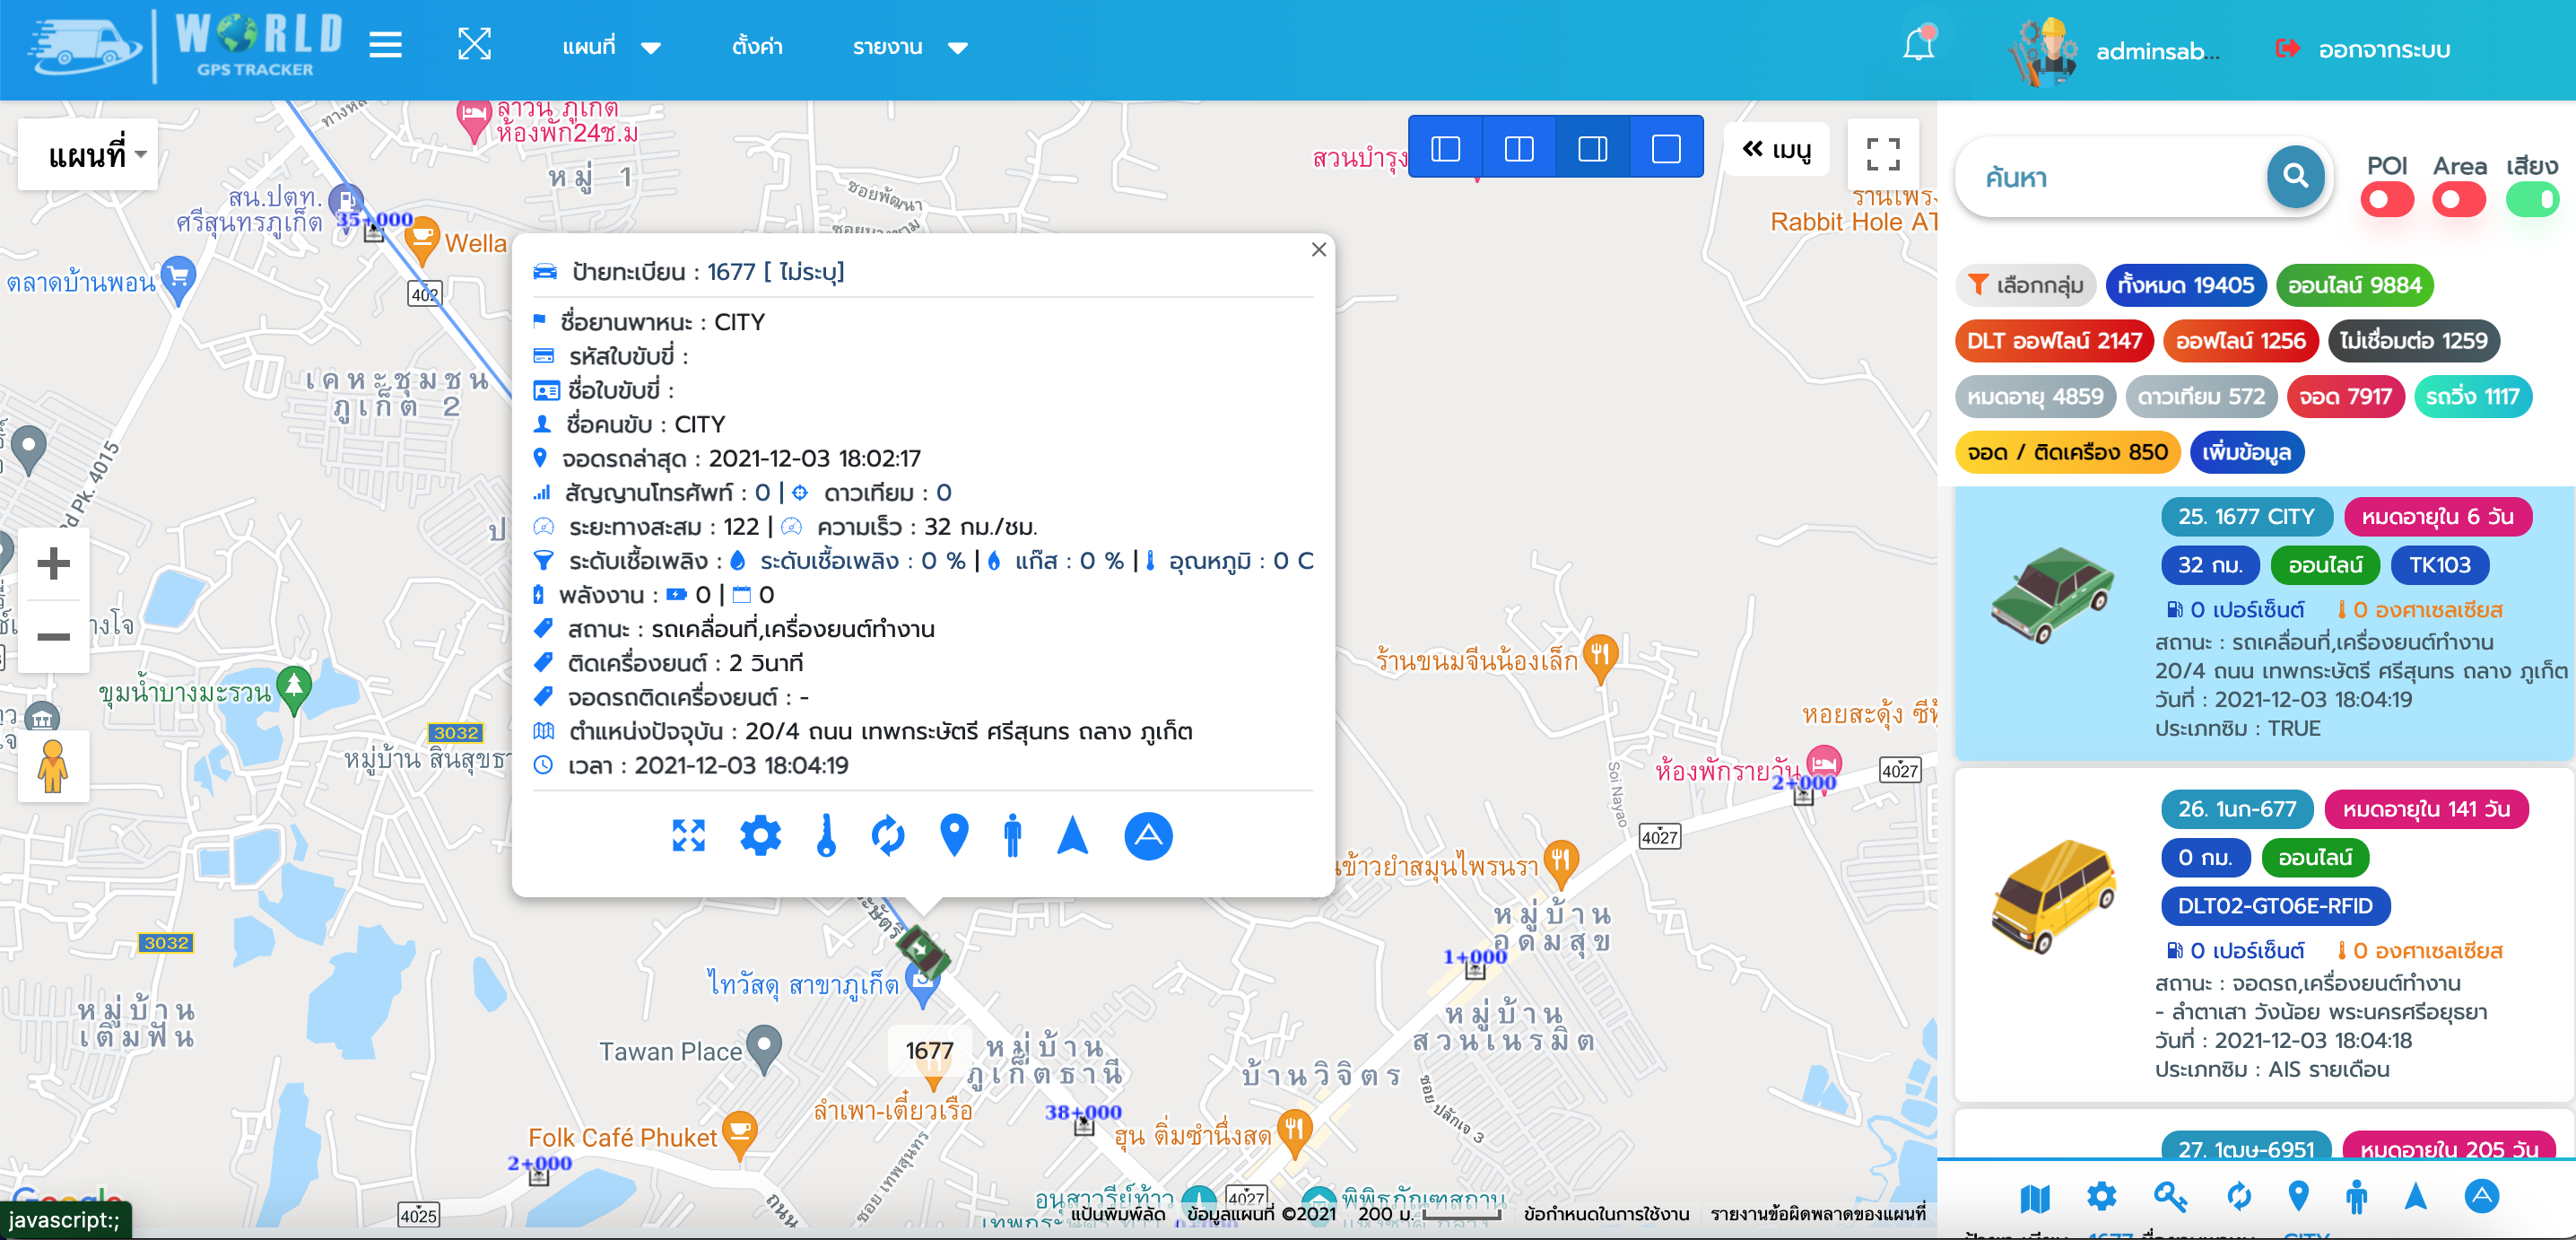 WORLD
GPS TRACKER
แผนที่
ตั้งค่า
รายงาน
adminsab...
ออกจากระบบ
แผนที่
เมนู
ค้นหา
POI
Area
เสียง
เลือกกลุ่ม
ทั้งหมด 19405
ออนไลน์ 9884
DLT ออฟไลน์ 2147
ออฟไลน์ 1256
ไม่เชื่อมต่อ 1259
หมดอายุ 4859
ดาวเทียม 572
จอด 7917
รถวิ่ง 1117
จอด / ติดเครื่อง 850
เพิ่มข้อมูล
25. 1677 CITY
หมดอายุใน 6 วัน
32 กม.
ออนไลน์
TK103
0 เปอร์เซ็นต์
0 องศาเซลเซียส
สถานะ : รถเคลื่อนที่,เครื่องยนต์ทำงาน
20/4 ถนน เทพกระษัตรี ศรีสุนทร ถลาง ภูเก็ต
วันที่ : 2021-12-03 18:04:19
ประเภทซิม : TRUE
26. 1นก-677
หมดอายุใน 141 วัน
0 กม.
ออนไลน์
DLT02-GT06E-RFID
0 เปอร์เซ็นต์
0 องศาเซลเซียส
สถานะ : จอดรถ,เครื่องยนต์ทำงาน
- ลำตาเสา วังน้อย พระนครศรีอยุธยา
วันที่ : 2021-12-03 18:04:18
ประเภทซิม : AIS รายเดือน
27. 1ฒษ-6951
หมดอายุใน 205 วัน
ป้ายทะเบียน : 1677 [ ไม่ระบุ]
ชื่อยานพาหนะ : CITY
รหัสใบขับขี่ :
ชื่อใบขับขี่ :
ชื่อคนขับ : CITY
จอดรถล่าสุด : 2021-12-03 18:02:17
สัญญานโทรศัพท์ : 0 | ดาวเทียม : 0
ระยะทางสะสม : 122 | ความเร็ว : 32 กม./ชม.
ระดับเชื้อเพลิง : ระดับเชื้อเพลิง : 0 % | แก๊ส : 0 % | อุณหภูมิ : 0 C
พลังงาน : 0 | 0
สถานะ : รถเคลื่อนที่,เครื่องยนต์ทำงาน
ติดเครื่องยนต์ : 2 วินาที
จอดรถติดเครื่องยนต์ : -
ตำแหน่งปัจจุบัน : 20/4 ถนน เทพกระษัตรี ศรีสุนทร ถลาง ภูเก็ต
เวลา : 2021-12-03 18:04:19
ห้องพัก24ช.ม
หมู่ 1
ซอยพัฒนา
สวนบำรุง
Rabbit Hole AT
สน.ปตท.
ศรีสุนทรภูเก็ต
35+000
Wella
ตลาดบ้านพอน
402
เคหะชุมชน
ภูเก็ต 2
Pk. 4015
ขุมน้ำบางมะรวน
3032
3032
หมู่บ้าน
เติมฟัน
ร้านขนมจีนน้องเล็ก
Soi Nayao
ห้องพักรายวัน
2+000
4027
4027
หมู่บ้าน
อุดมสุข
1+000
หมู่บ้าน
สวนเนรมิต
ไทวัสดุ สาขาภูเก็ต
Tawan Place
1677
หมู่บ้าน
ภูเก็ตธานี
บ้านวิจิตร
ซอย ปลักเจ 3
ลำเพา-เตี๋ยวเรือ
38+000
Folk Café Phuket
ฮุน ติ่มซำนึ่งสด
2+000
ซอย เทพสุนทร
ถนน
4025
4027
อนุสาวรีย์ท้าว
พิพิธภัณฑสถาน
Google
javascript:;
แป้นพิมพ์ลัด
ข้อมูลแผนที่ ©2021
200 ม.
ข้อกำหนดในการใช้งาน
รายงานข้อผิดพลาดของแผนที่